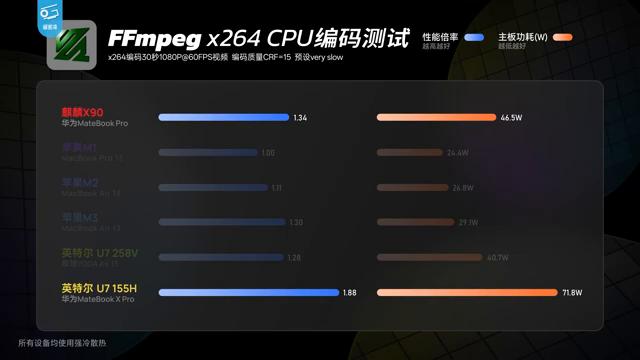 FFmpeg x264 CPU编码测试
性能倍率
越高越好
主板功耗(W)
越低越好
x264编码30秒1080P@60FPS视频 编码质量CRF=15 预设very slow
麒麟X90
华为MateBook Pro
1.34
46.5W
苹果M1
MacBook Pro 13
1.00
24.4W
苹果M2
MacBook Air 13
1.11
26.8W
苹果M3
MacBook Air 13
1.30
29.1W
英特尔 U7 258V
1.28
40.7W
英特尔 U7 155H
华为MateBook X Pro
1.88
71.8W
所有设备均使用强冷散热